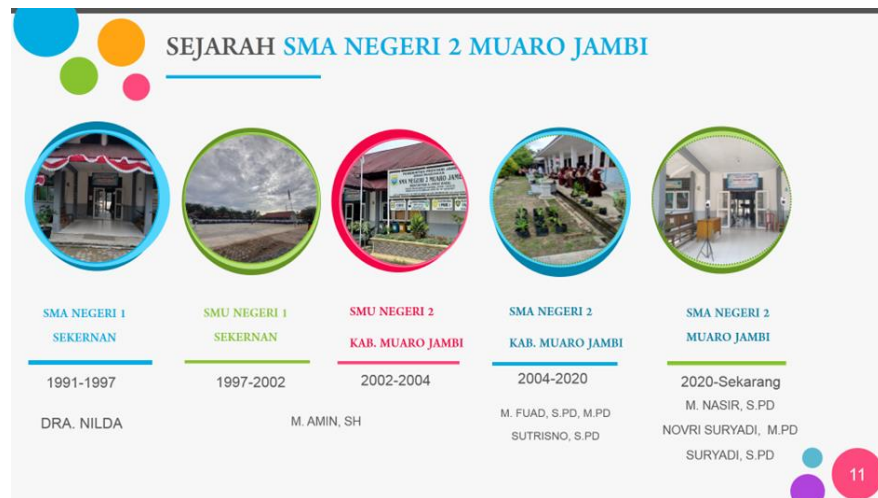 SEJARAH SMA NEGERI 2 MUARO JAMBI
SMA NEGERI 1
SEKERNAN
1991-1997
DRA. NILDA
SMU NEGERI 1
SEKERNAN
1997-2002
SMU NEGERI 2
KAB. MUARO JAMBI
2002-2004
M. AMIN, SH
SMA NEGERI 2
KAB. MUARO JAMBI
2004-2020
M. FUAD, S.PD, M.PD
SUTRISNO, S.PD
SMA NEGERI 2
MUARO JAMBI
2020-Sekarang
M. NASIR, S.PD
NOVRI SURYADI, M.PD
SURYADI, S.PD
11